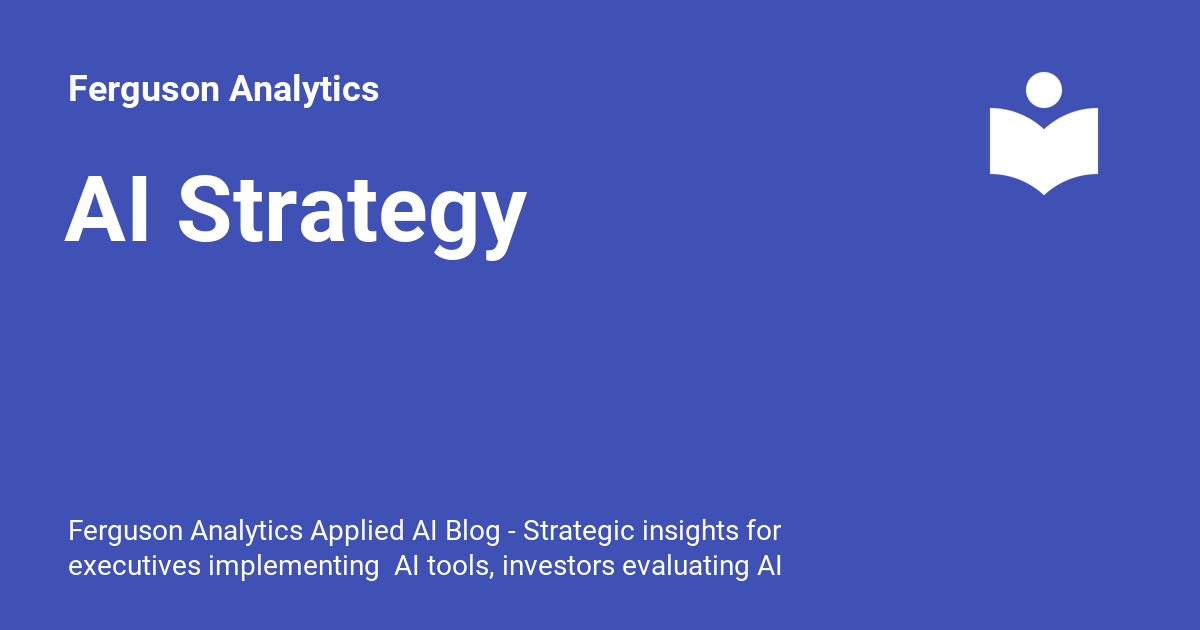 Ferguson Analytics
AI Strategy
Ferguson Analytics Applied AI Blog - Strategic insights for
executives implementing  AI tools, investors evaluating AI